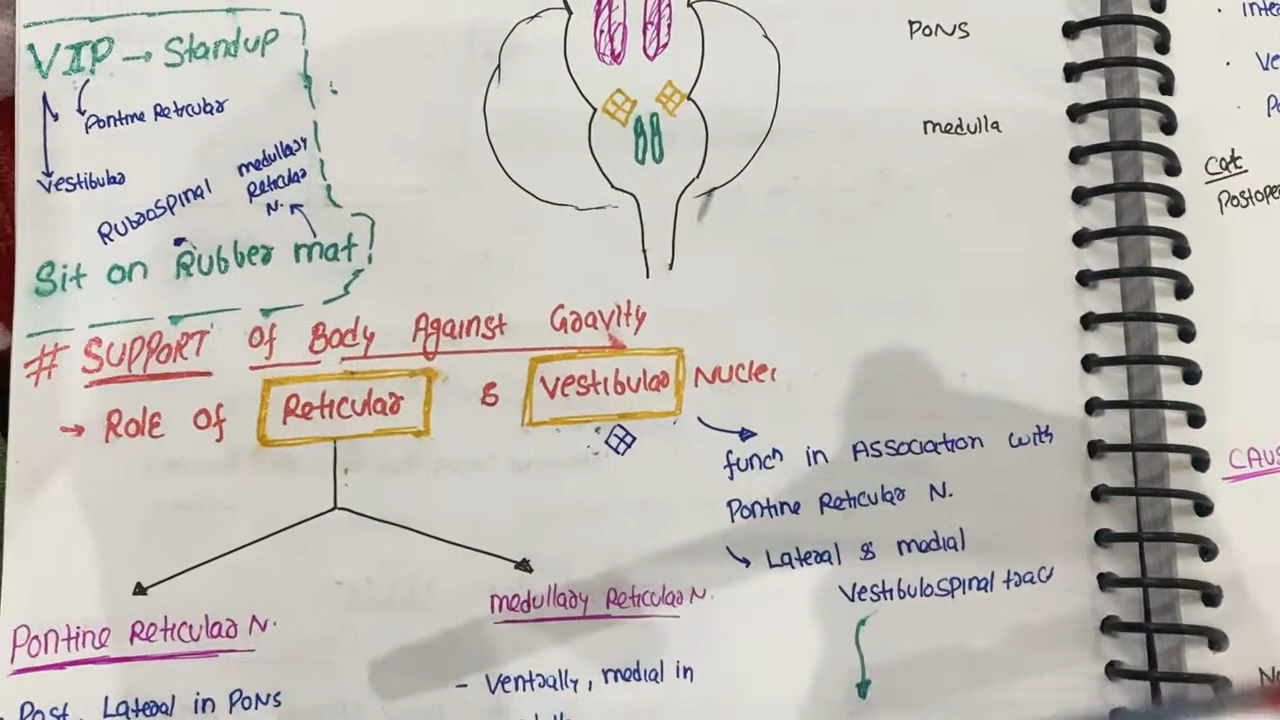 VIP → Standup
Pontine Reticular
Vestibular
Rubrospinal
medullary
Reticular
N.
Sit on Rubber mat!
PONS
medulla
# SUPPORT of Body Against Gravity
→ Role of Reticular & Vestibular Nuclei
funcn in Association with
Pontine Reticular N.
↳ Lateral & medial
Vestibulospinal tract
Pontine Reticular N.
medullary Reticular N.
Post, Lateral in PONS
- Ventrally, medial in
Cat